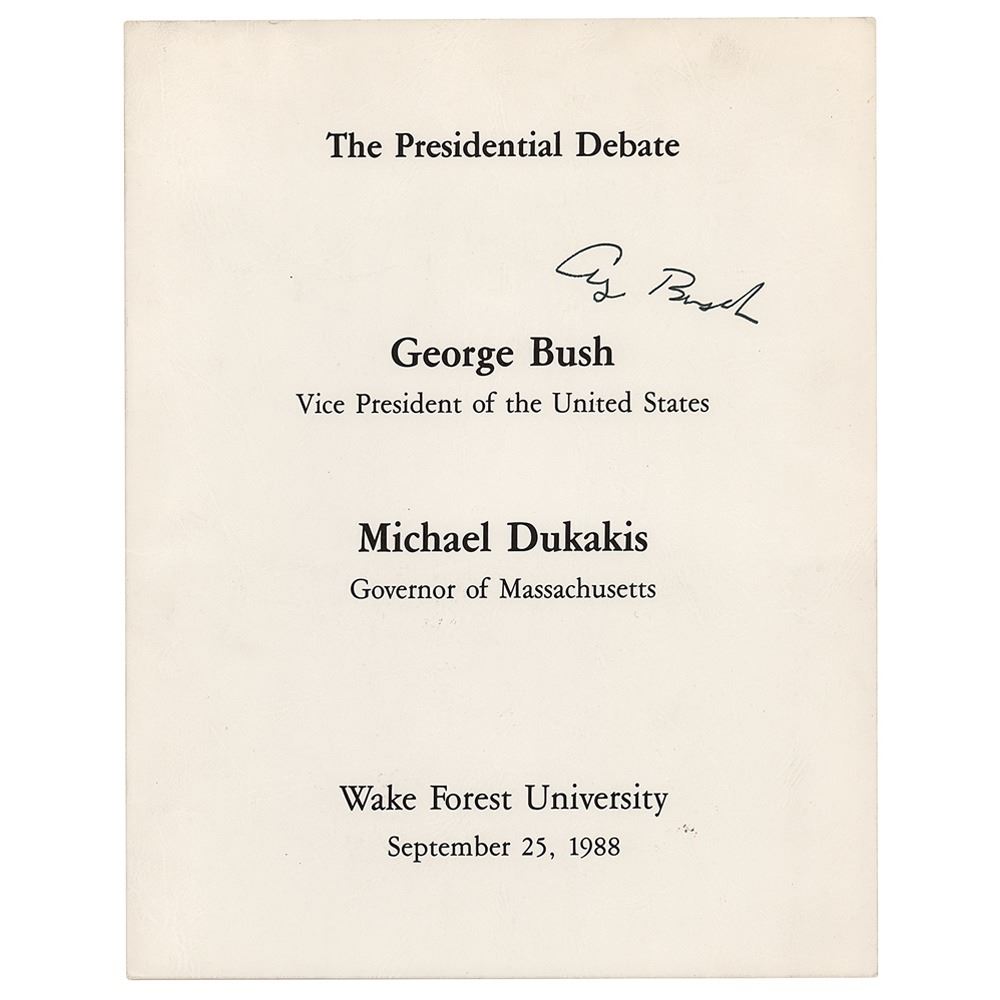 The Presidential Debate
Gg Bush
George Bush
Vice President of the United States
Michael Dukakis
Governor of Massachusetts
Wake Forest University
September 25, 1988